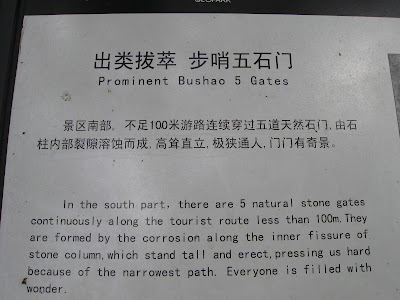 GEOPARK
出类拔萃 步哨五石门
Prominent Bushao 5 Gates
景区南部, 不足100米游路连续穿过五道天然石门, 由石
柱内部裂隙溶蚀而成, 高耸直立, 极狭通人, 门门有奇景。
In the south part, there are 5 natural stone gates
continuously along the tourist route less than 100m. They
are formed by the corrosion along the inner fissure of
stone column, which stand tall and erect, pressing us hard
because of the narrowest path. Everyone is filled with
wonder.